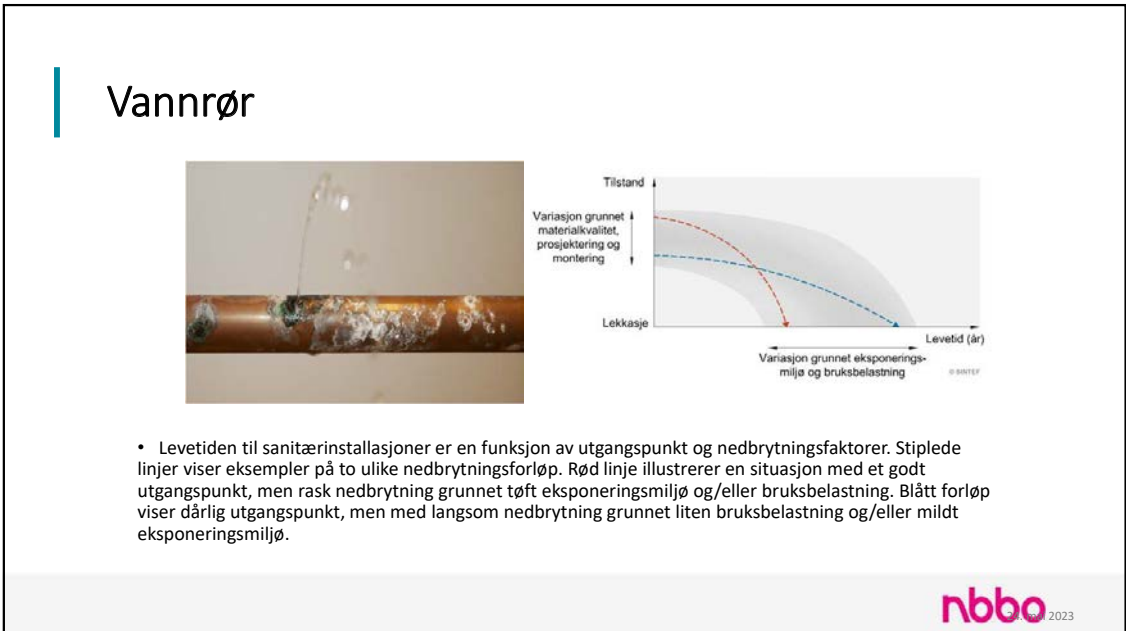 Vannrør
Tilstand
Variasjon grunnet
materialkvalitet,
prosjektering og
montering
Lekkasje
Levetid (år)
Variasjon grunnet eksponerings-
miljø og bruksbelastning
© SINTEF
• Levetiden til sanitærinstallasjoner er en funksjon av utgangspunkt og nedbrytningsfaktorer. Stiplede
linjer viser eksempler på to ulike nedbrytningsforløp. Rød linje illustrerer en situasjon med et godt
utgangspunkt, men rask nedbrytning grunnet tøft eksponeringsmiljø og/eller bruksbelastning. Blått forløp
viser dårlig utgangspunkt, men med langsom nedbrytning grunnet liten bruksbelastning og/eller mildt
eksponeringsmiljø.
nbbo
2023